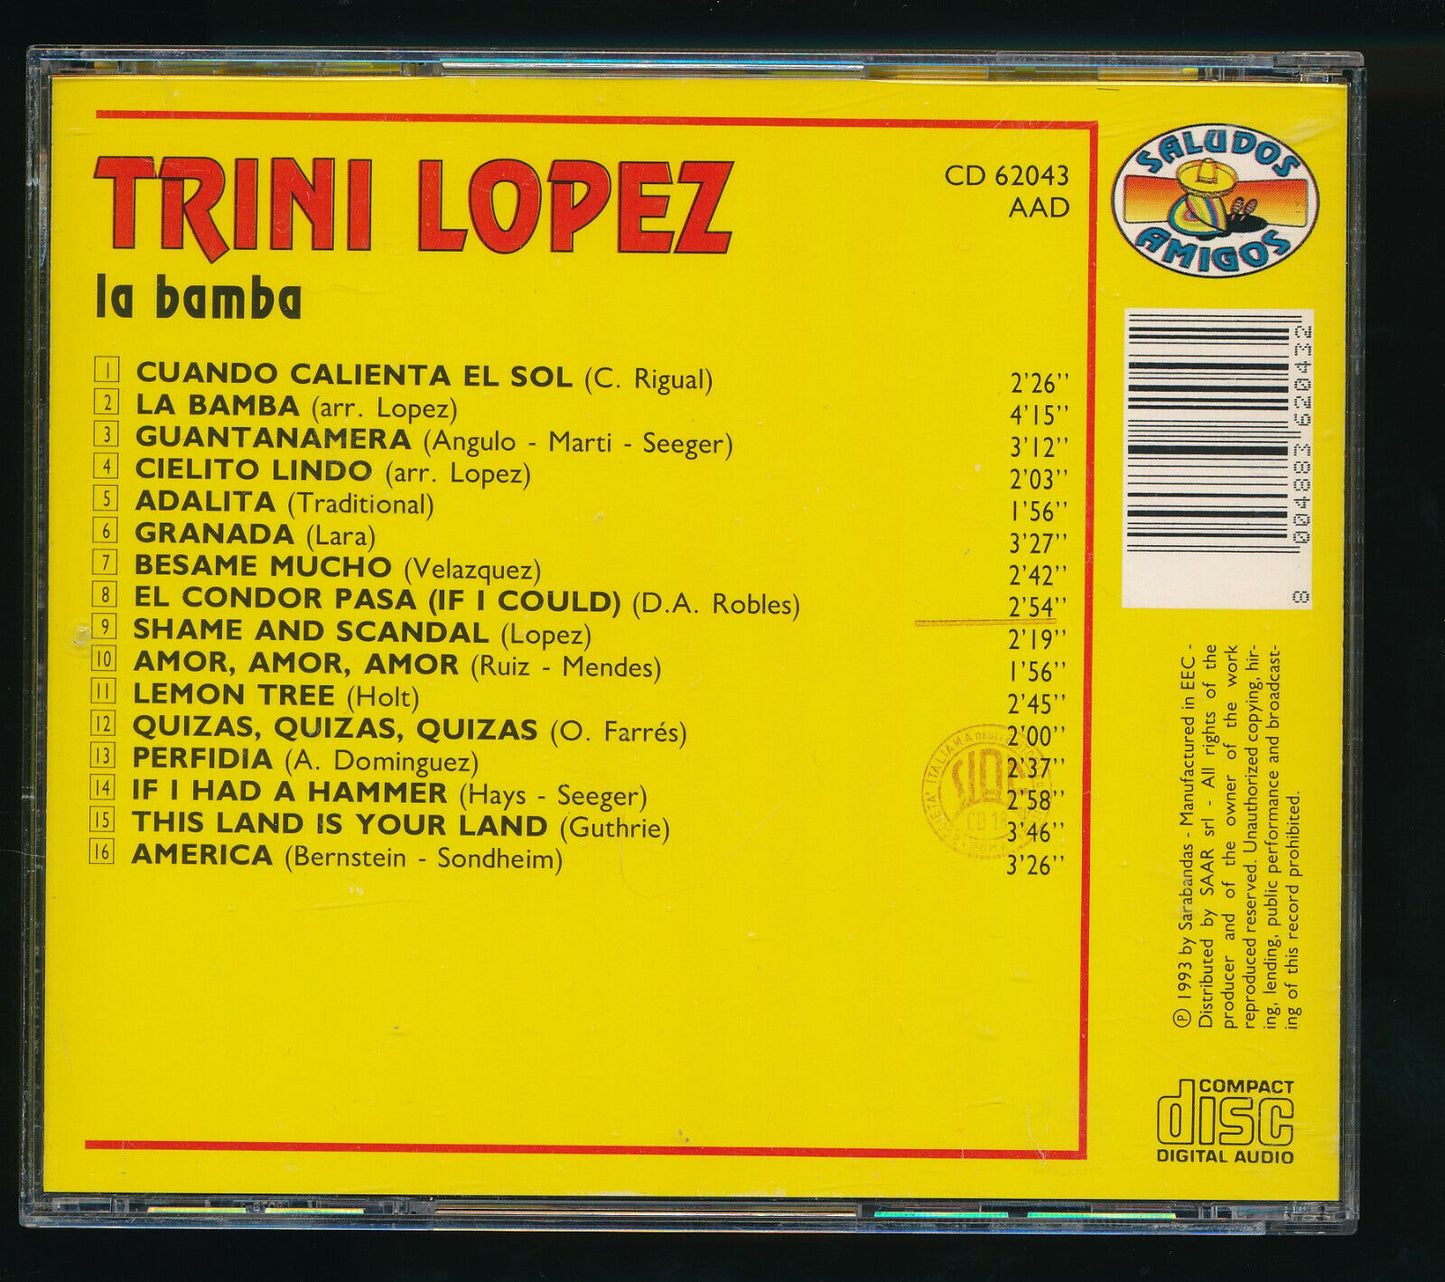 TRINI LOPEZ
la bamba
CD 62043
AAD
1 CUANDO CALIENTA EL SOL (C. Rigual) 2'26''
2 LA BAMBA (arr. Lopez) 4'15''
3 GUANTANAMERA (Angulo - Marti - Seeger) 3'12''
4 CIELITO LINDO (arr. Lopez) 2'03''
5 ADALITA (Traditional) 1'56''
6 GRANADA (Lara) 3'27''
7 BESAME MUCHO (Velazquez) 2'42''
8 EL CONDOR PASA (IF I COULD) (D.A. Robles) 2'54''
9 SHAME AND SCANDAL (Lopez) 2'19''
10 AMOR, AMOR, AMOR (Ruiz - Mendes) 1'56''
11 LEMON TREE (Holt) 2'45''
12 QUIZAS, QUIZAS, QUIZAS (O. Farrés) 2'00''
13 PERFIDIA (A. Dominguez) 2'37''
14 IF I HAD A HAMMER (Hays - Seeger) 2'58''
15 THIS LAND IS YOUR LAND (Guthrie) 3'46''
16 AMERICA (Bernstein - Sondheim) 3'26''
SALUDOS
AMIGOS
8 004883 620432
℗ 1993 by Sarabandas - Manufactured in EEC -
Distributed by SAAR srl - All rights of the
producer and of the owner of the work
reproduced reserved. Unauthorized copying, hir-
ing, lending, public performance and broadcast-
ing of this record prohibited.
COMPACT
disc
DIGITAL AUDIO
ITALIANA DEGLI
ROMA